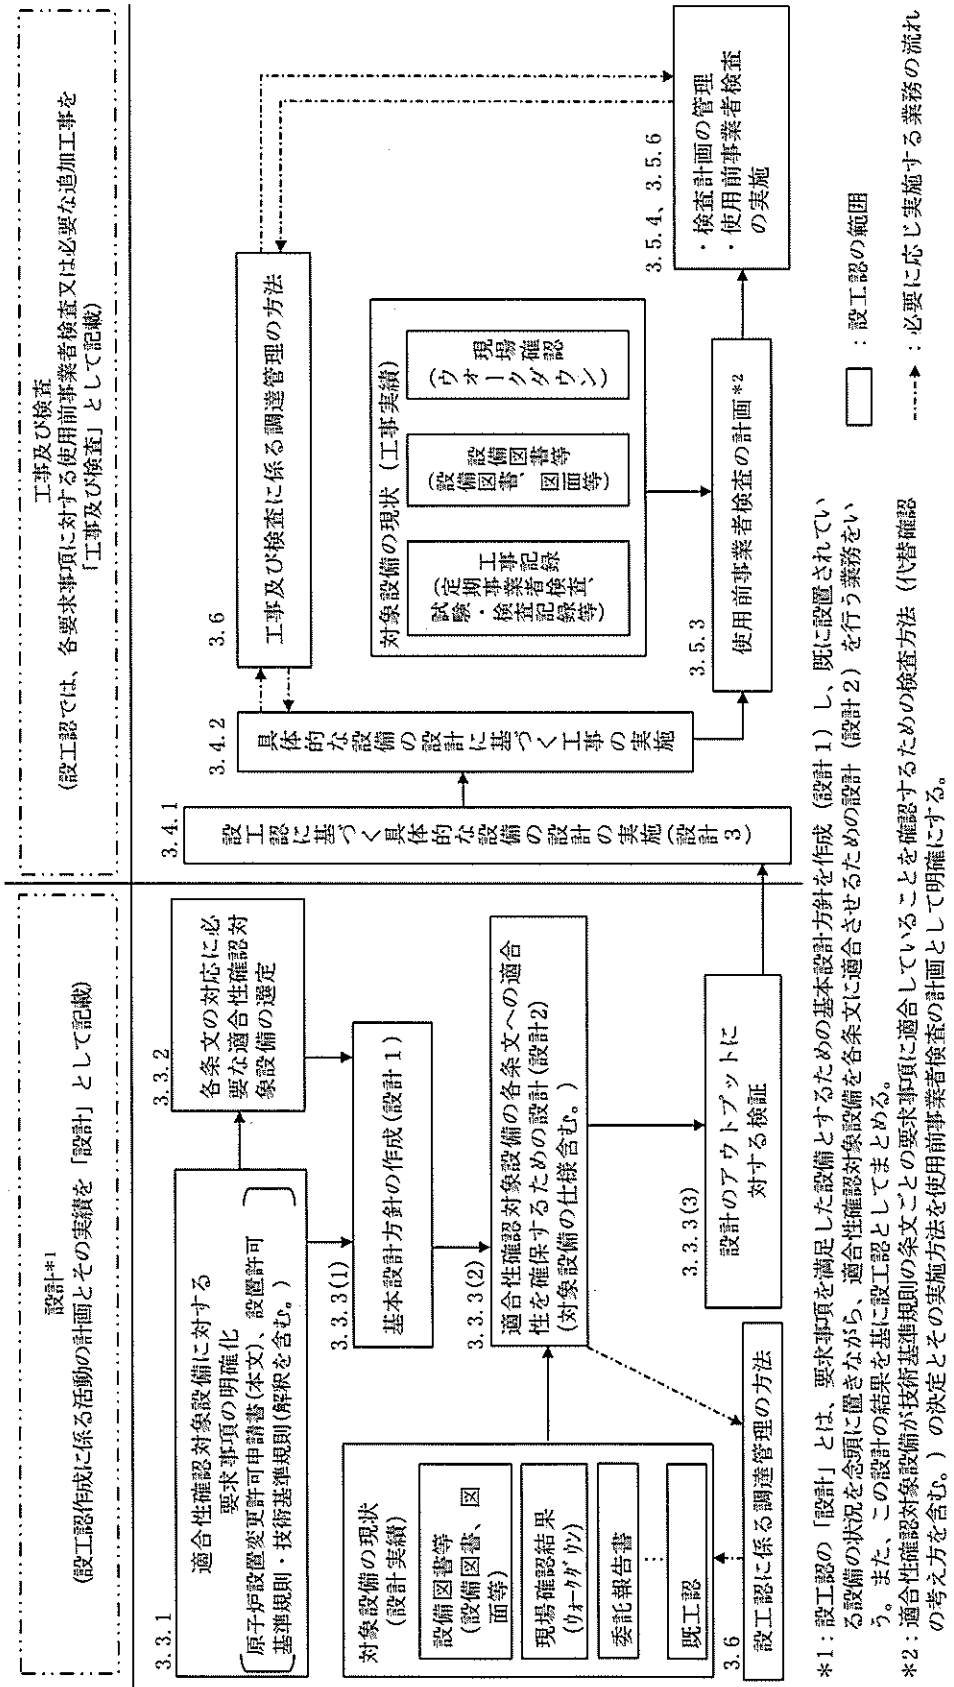 設計*1
(設工認作成に係る活動の計画とその実績を「設計」として記載)
工事及び検査
(設工認では、各要求事項に対する使用前事業者検査又は必要な追加工事を
「工事及び検査」として記載)
3.3.1
適合性確認対象設備に対する
要求事項の明確化
原子炉設置変更許可申請書(本文)、設置許可
基準規則・技術基準規則(解釈を含む。)
3.3.2
各条文の対応に必
要な適合性確認対
象設備の選定
3.3.3(1)
基本設計方針の作成(設計1)
対象設備の現状
(設計実績)
設備図書等
(設備図書、図
面等)
現場確認結果
(ウォークダウン)
委託報告書
⋮
既工認
3.3.3(2)
適合性確認対象設備の各条文への適合
性を確保するための設計(設計2)
(対象設備の仕様含む。)
3.6
設工認に係る調達管理の方法
3.3.3(3)
設計のアウトプットに
対する検証
3.4.1
設工認に基づく具体的な設備の設計の実施(設計3)
3.4.2
具体的な設備の設計に基づく工事の実施
3.6
工事及び検査に係る調達管理の方法
対象設備の現状(工事実績)
工事記録
(定期事業者検査、
試験・検査記録等)
設備図書等
(設備図書、図面等)
現場確認
(ウォークダウン)
3.5.3
使用前事業者検査の計画*2
3.5.4、3.5.6
・検査計画の管理
・使用前事業者検査
の実施
:設工認の範囲
:必要に応じ実施する業務の流れ
*1:設工認の「設計」とは、要求事項を満足した設備とするための基本設計方針を作成(設計1)し、既に設置されてい
る設備の状況を念頭に置きながら、適合性確認対象設備を各条文に適合させるための設計(設計2)を行う業務をい
う。また、この設計の結果を基に設工認としてまとめる。
*2:適合性確認対象設備が技術基準規則の条文ごとの要求事項に適合していることを確認するための検査方法(代替確認
の考え方を含む。)の決定とその実施方法を使用前事業者検査の計画として明確にする。